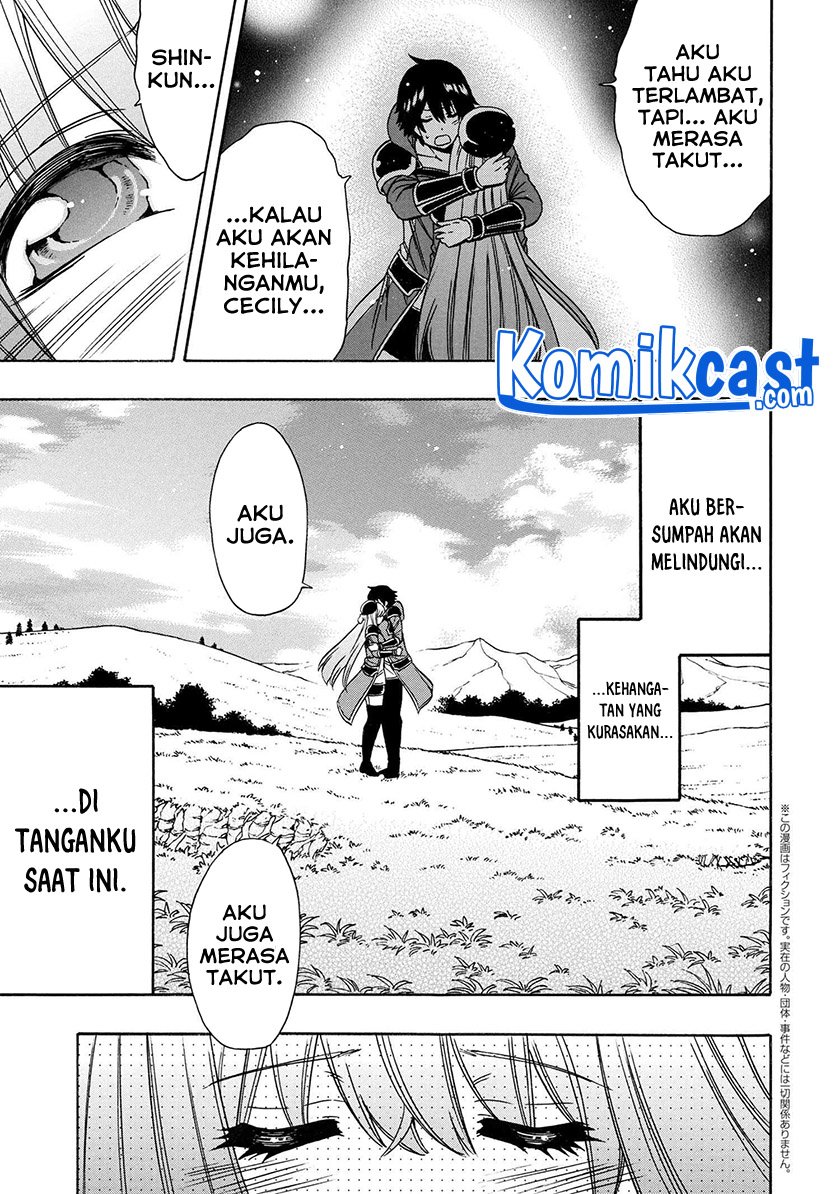 AKU
TAHU AKU
TERLAMBAT,
TAPI... AKU
MERASA
TAKUT...
...KALAU
AKU AKAN
KEHILA-
NGANMU,
CECILY...
SHIN-
KUN...
Komikcast
.com
AKU BER-
SUMPAH AKAN
MELINDUNGI...
AKU
JUGA.
...KEHANGA-
TAN YANG
KURASAKAN...
...DI
TANGANKU
SAAT INI.
AKU
JUGA
MERASA
TAKUT.
※この漫画はフィクションです。実在の人物・団体・事件などには一切関係ありません。